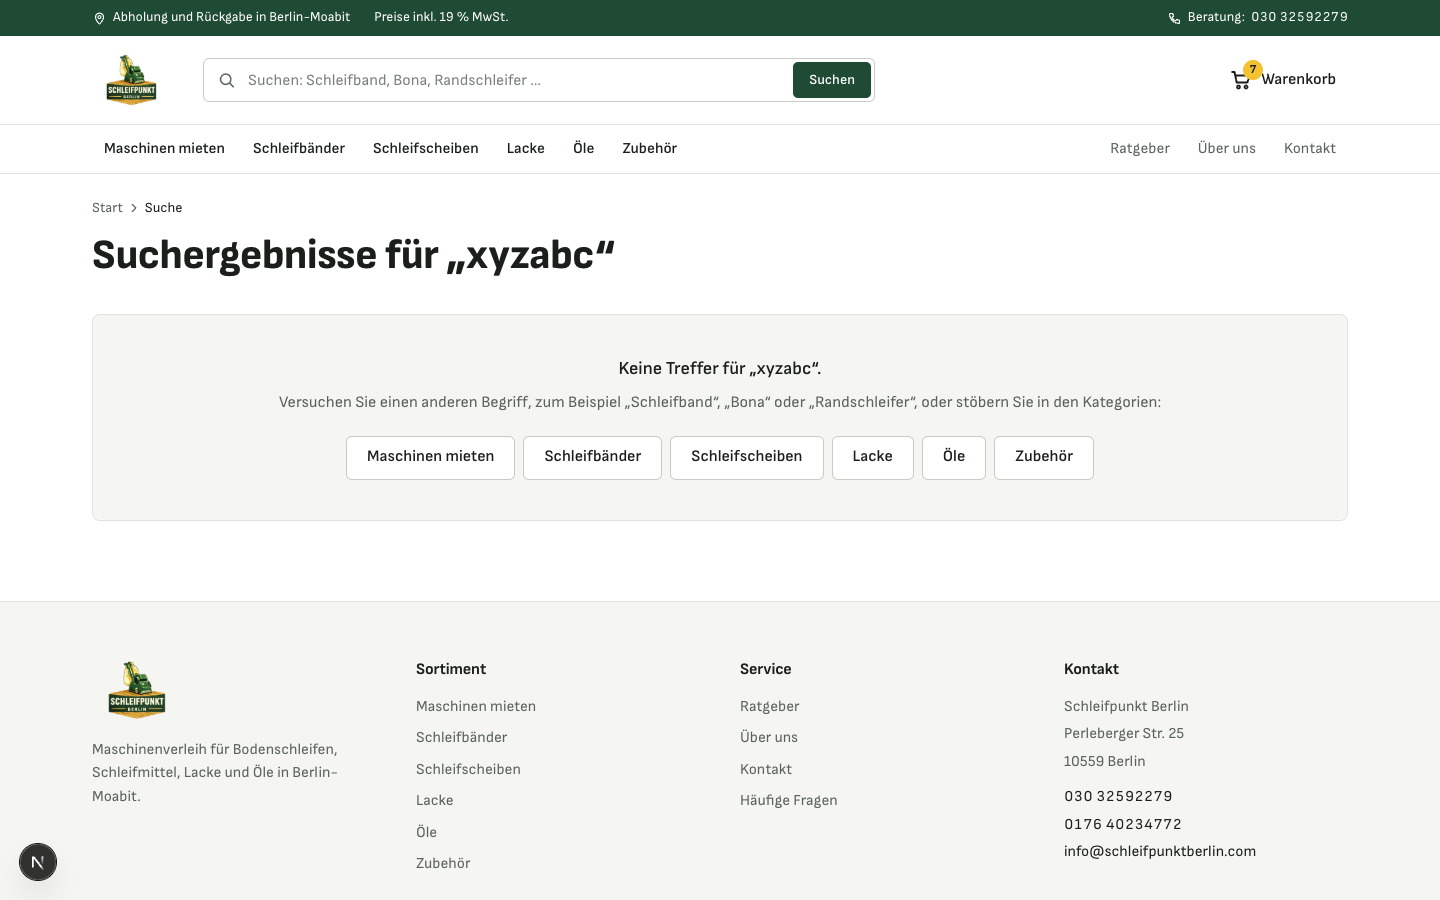 Abholung und Rückgabe in Berlin-Moabit
Preise inkl. 19 % MwSt.
Beratung: 030 32592279
SCHLEIFPUNKT
BERLIN
Suchen: Schleifband, Bona, Randschleifer ...
Suchen
7
Warenkorb
Maschinen mieten
Schleifbänder
Schleifscheiben
Lacke
Öle
Zubehör
Ratgeber
Über uns
Kontakt
Start
Suche
Suchergebnisse für „xyzabc“
Keine Treffer für „xyzabc“.
Versuchen Sie einen anderen Begriff, zum Beispiel „Schleifband“, „Bona“ oder „Randschleifer“, oder stöbern Sie in den Kategorien:
Maschinen mieten
Schleifbänder
Schleifscheiben
Lacke
Öle
Zubehör
SCHLEIFPUNKT
BERLIN
Maschinenverleih für Bodenschleifen,
Schleifmittel, Lacke und Öle in Berlin-
Moabit.
Sortiment
Maschinen mieten
Schleifbänder
Schleifscheiben
Lacke
Öle
Zubehör
Service
Ratgeber
Über uns
Kontakt
Häufige Fragen
Kontakt
Schleifpunkt Berlin
Perleberger Str. 25
10559 Berlin
030 32592279
0176 40234772
info@schleifpunktberlin.com
N